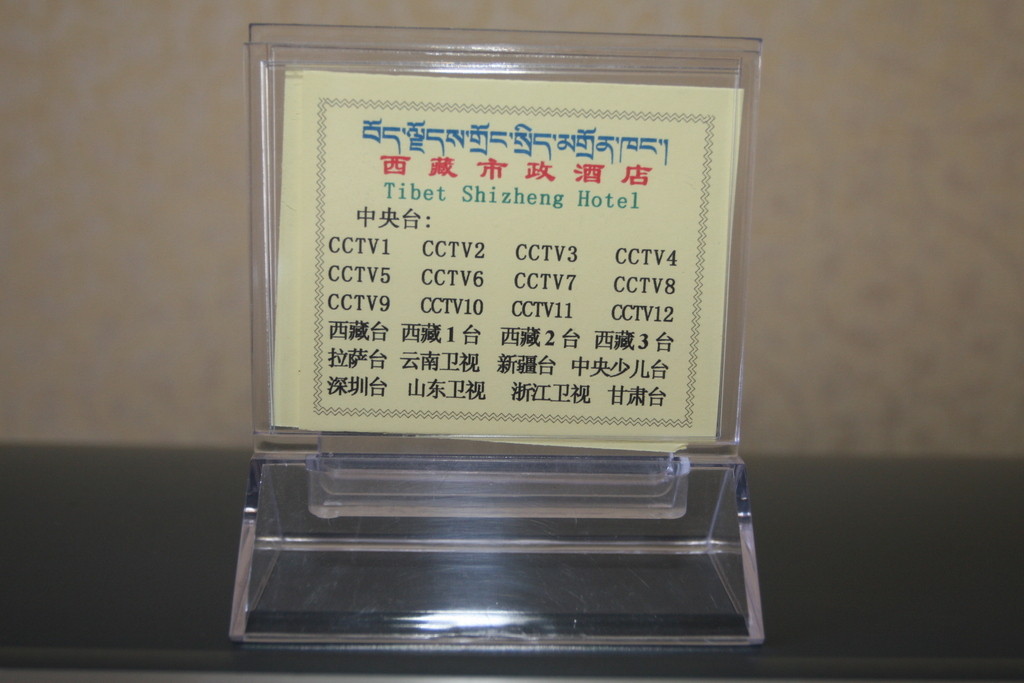 བོད་ལྗོངས་གྲོང་སྲིད་མགྲོན་ཁང་།
西藏市政酒店
Tibet Shizheng Hotel
中央台:
CCTV1 CCTV2 CCTV3 CCTV4
CCTV5 CCTV6 CCTV7 CCTV8
CCTV9 CCTV10 CCTV11 CCTV12
西藏台 西藏1台 西藏2台 西藏3台
拉萨台 云南卫视 新疆台 中央少儿台
深圳台 山东卫视 浙江卫视 甘肃台